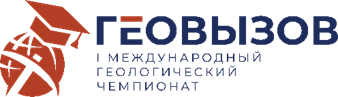 ГЕОВЫЗОВ
I МЕЖДУНАРОДНЫЙ
ГЕОЛОГИЧЕСКИЙ
ЧЕМПИОНАТ